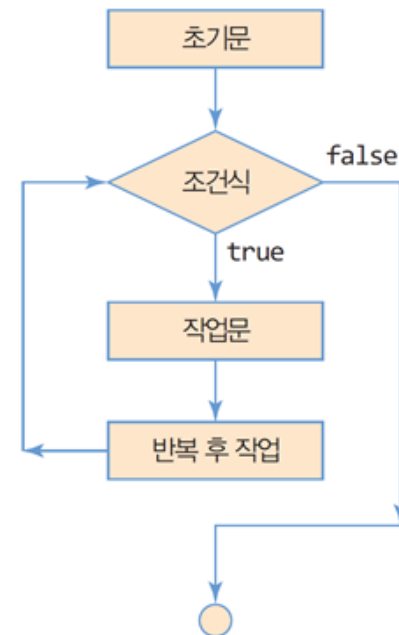 초기문
false
조건식
true
작업문
반복 후 작업